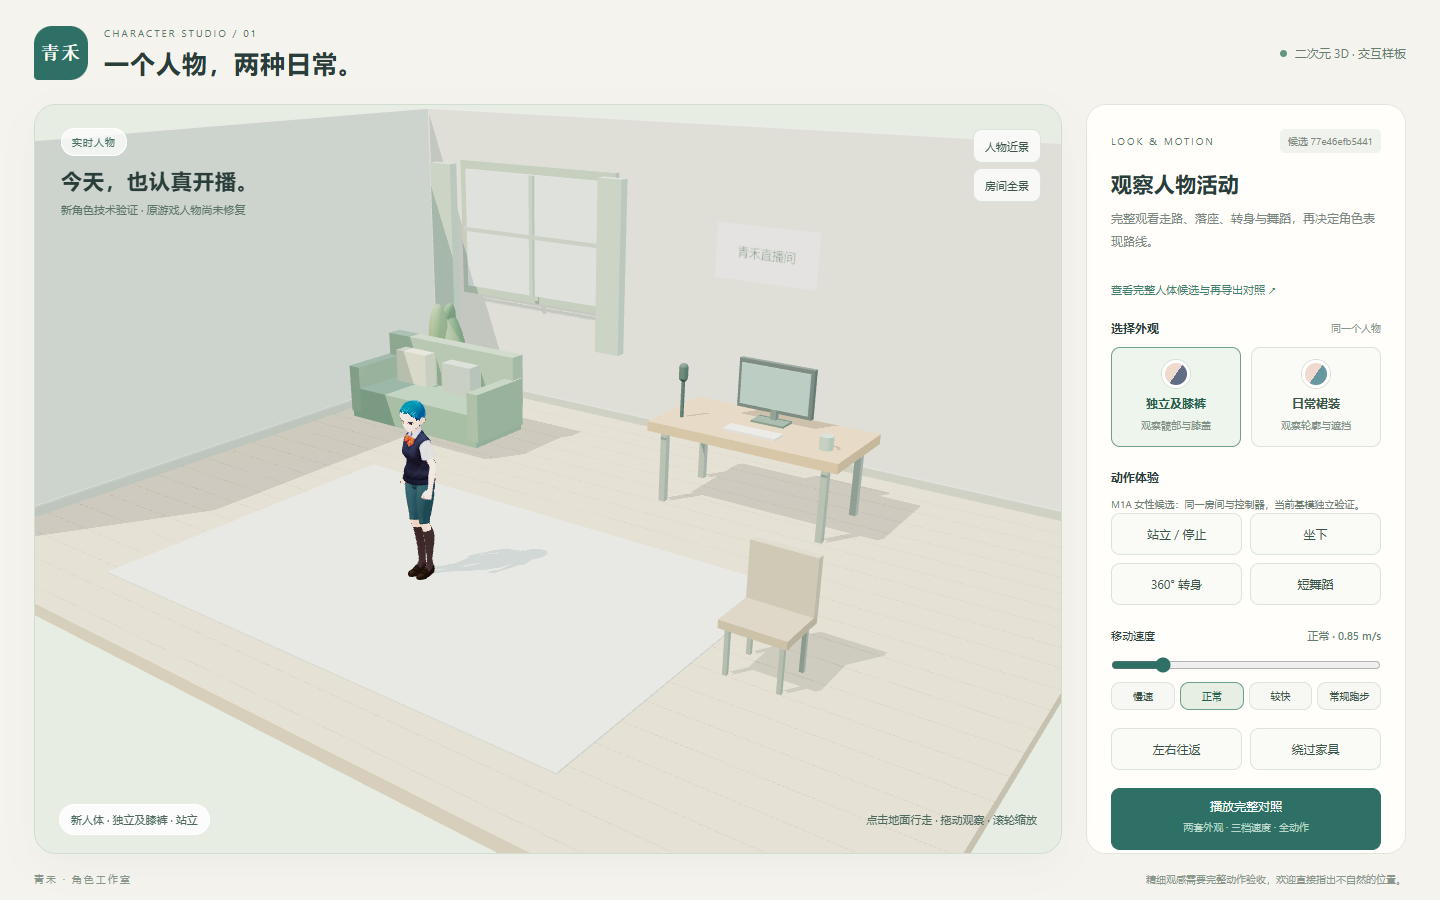 青禾
CHARACTER STUDIO / 01
一个人物，两种日常。
二次元 3D · 交互样板
实时人物
今天，也认真开播。
新角色技术验证 · 原游戏人物尚未修复
人物近景
房间全景
青禾直播间
新人体 · 独立及膝裤 · 站立
点击地面行走 · 拖动观察 · 滚轮缩放
LOOK & MOTION
候选 77e46efb5441
观察人物活动
完整观看走路、落座、转身与舞蹈，再决定角色表
现路线。
查看完整人体候选与再导出对照 ↗
选择外观
同一个人物
独立及膝裤
观察髋部与膝盖
日常裙装
观察轮廓与遮挡
动作体验
M1A 女性候选：同一房间与控制器，当前基模独立验证。
站立 / 停止
坐下
360° 转身
短舞蹈
移动速度
正常 · 0.85 m/s
慢速
正常
较快
常规跑步
左右往返
绕过家具
播放完整对照
两套外观 · 三档速度 · 全动作
青禾 · 角色工作室
精细观感需要完整动作验收，欢迎直接指出不自然的位置。